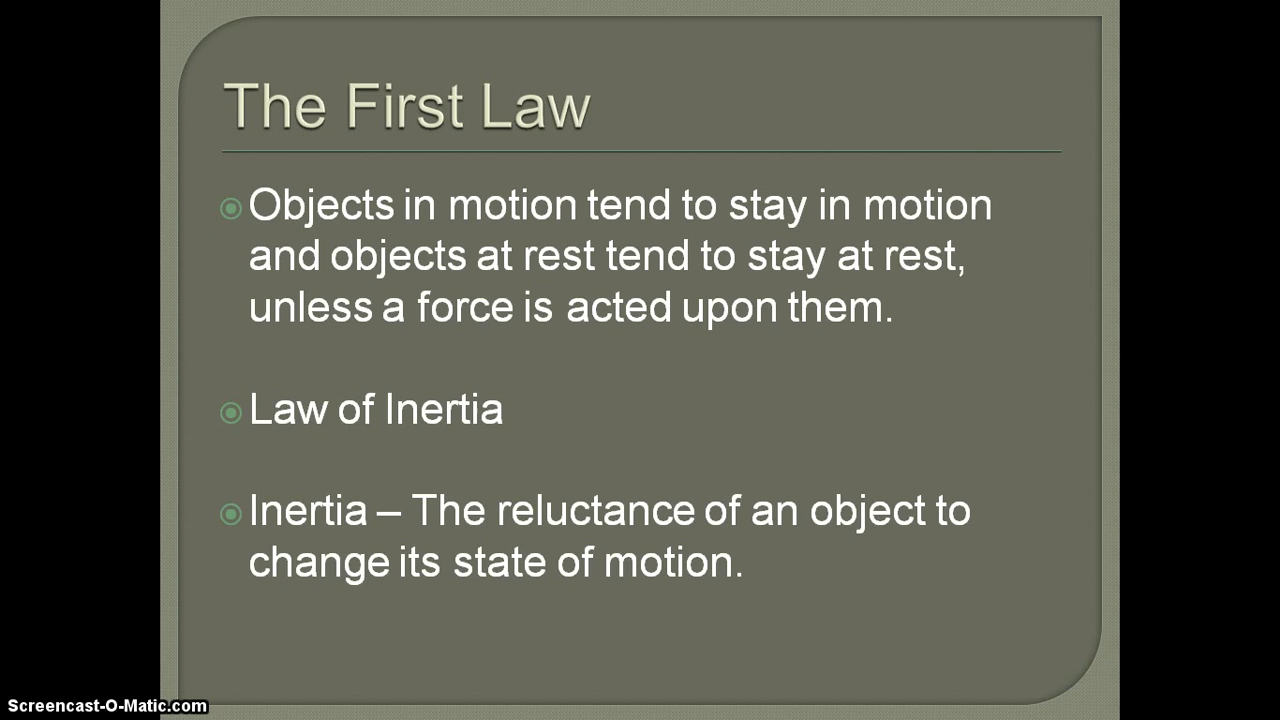 The First Law
Objects in motion tend to stay in motion
and objects at rest tend to stay at rest,
unless a force is acted upon them.
Law of Inertia
Inertia – The reluctance of an object to
change its state of motion.
Screencast-O-Matic.com